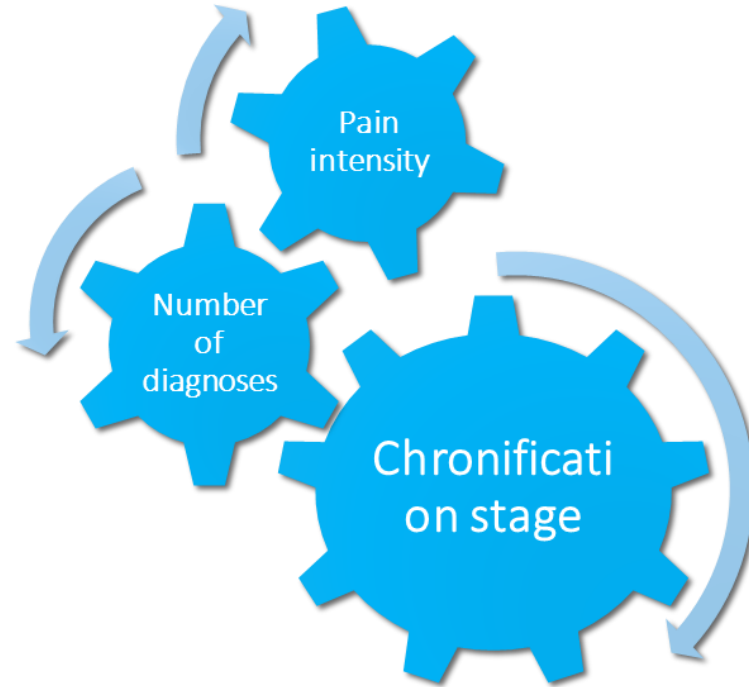 Pain
intensity
Number
of
diagnoses
Chronificati
on stage